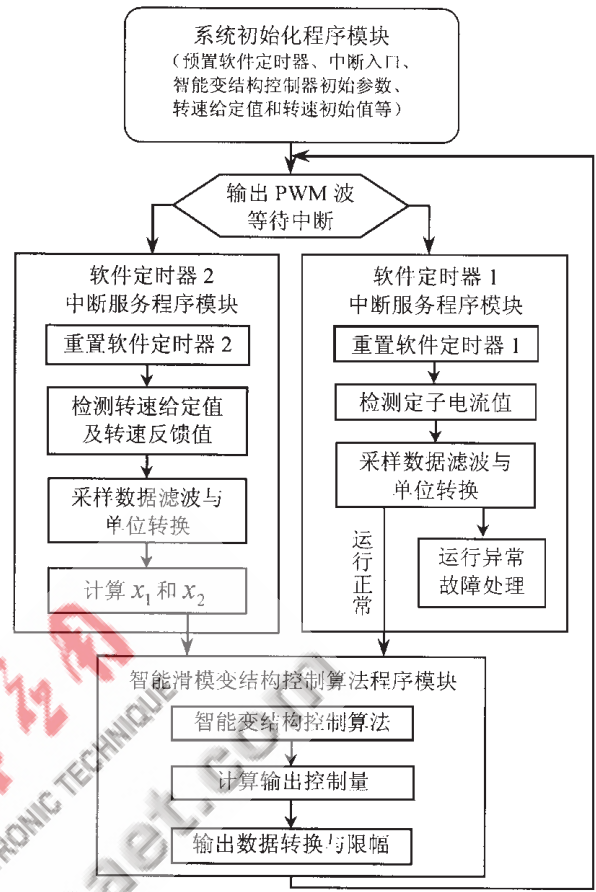 系统初始化程序模块
（预置软件定时器、中断入口、
智能变结构控制器初始参数、
转速给定值和转速初始值等）
输出 PWM 波
等待中断
软件定时器 2
中断服务程序模块
重置软件定时器 2
检测转速给定值
及转速反馈值
采样数据滤波与
单位转换
计算 x₁ 和 x₂
软件定时器 1
中断服务程序模块
重置软件定时器 1
检测定子电流值
采样数据滤波与
单位转换
运行正常
运行异常
故障处理
智能滑模变结构控制算法程序模块
智能变结构控制算法
计算输出控制量
输出数据转换与限幅
RONIC TECHNIQUE
aet.com